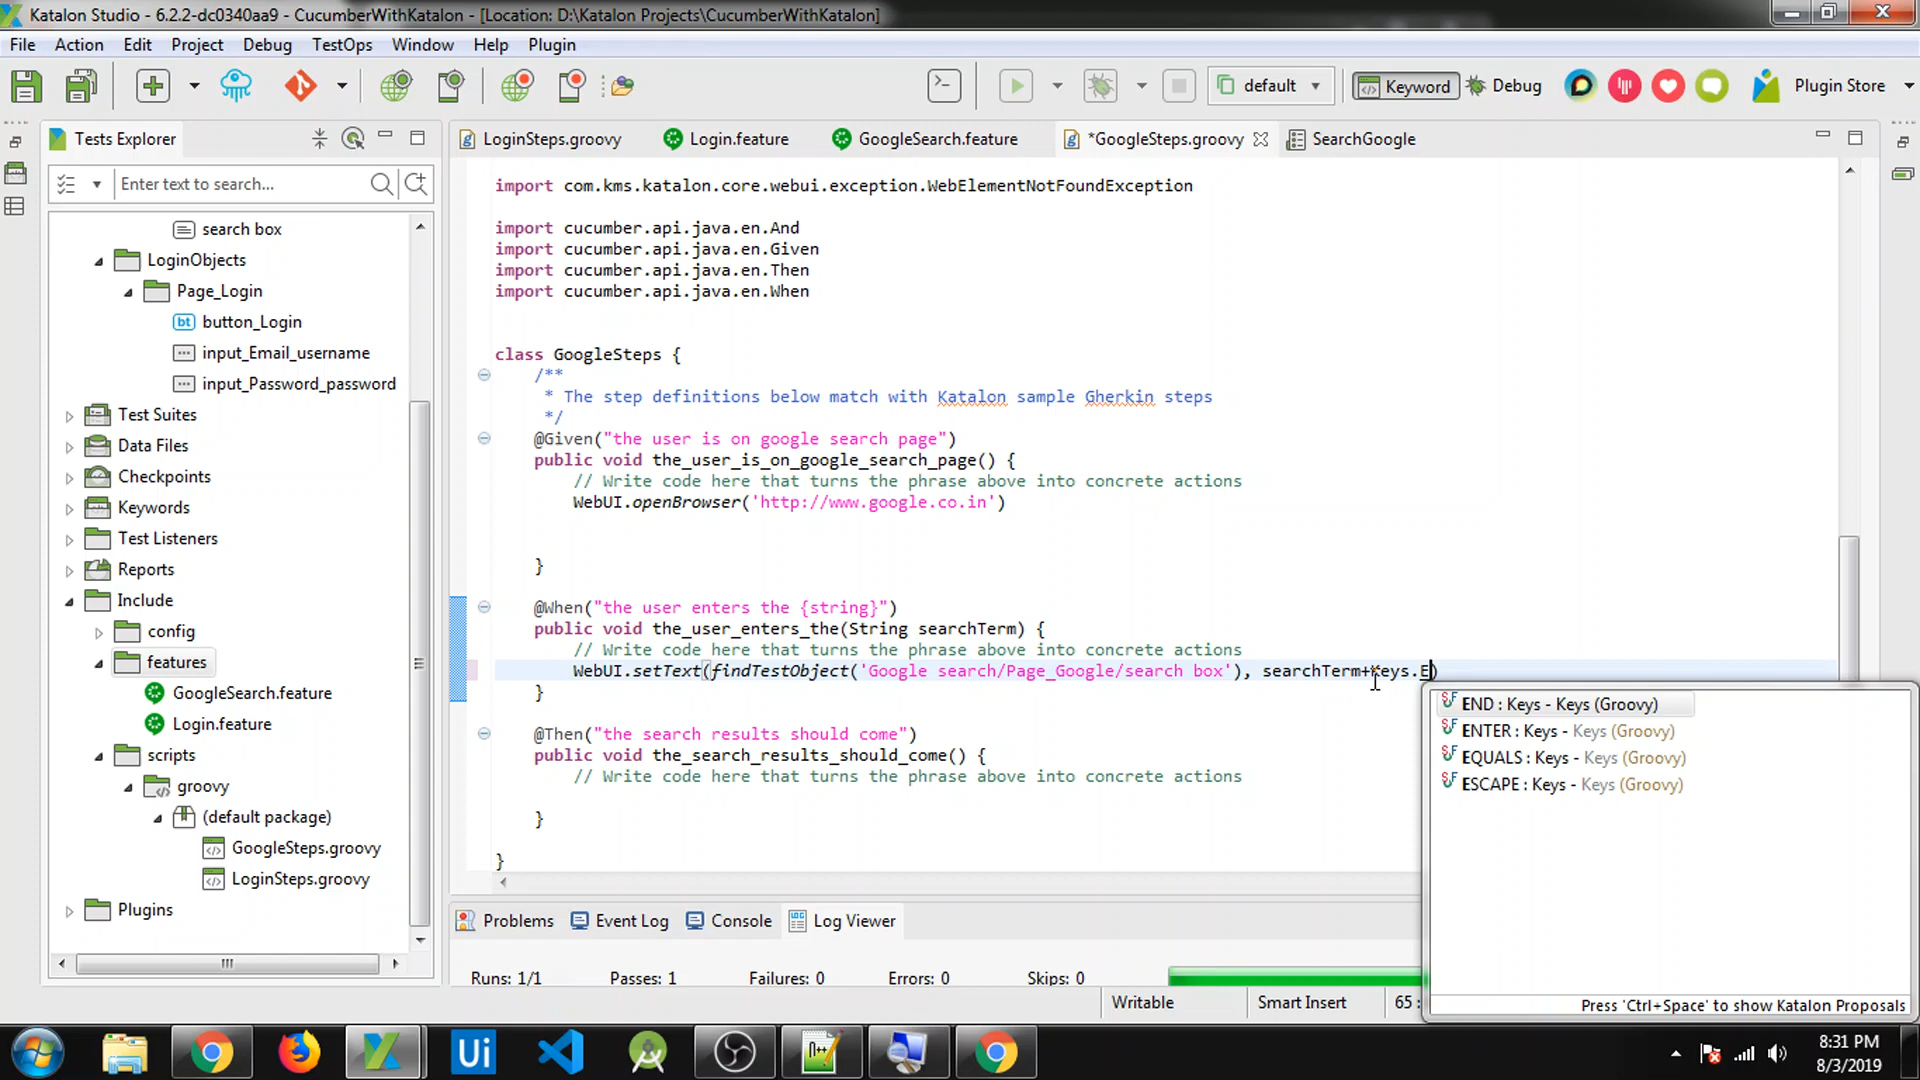 Katalon Studio - 6.2.2-dc0340aa9 - CucumberWithKatalon - [Location: D:\Katalon Projects\CucumberWithKatalon]
File Action Edit Project Debug TestOps Window Help Plugin
default Keyword Debug Plugin Store
Tests Explorer
LoginSteps.groovy Login.feature GoogleSearch.feature *GoogleSteps.groovy SearchGoogle
Enter text to search...
search box
LoginObjects
Page_Login
button_Login
input_Email_username
input_Password_password
Test Suites
Data Files
Checkpoints
Keywords
Test Listeners
Reports
Include
config
features
GoogleSearch.feature
Login.feature
scripts
groovy
(default package)
GoogleSteps.groovy
LoginSteps.groovy
Plugins
import com.kms.katalon.core.webui.exception.WebElementNotFoundException
import cucumber.api.java.en.And
import cucumber.api.java.en.Given
import cucumber.api.java.en.Then
import cucumber.api.java.en.When
class GoogleSteps {
/**
* The step definitions below match with Katalon sample Gherkin steps
*/
@Given("the user is on google search page")
public void the_user_is_on_google_search_page() {
// Write code here that turns the phrase above into concrete actions
WebUI.openBrowser('http://www.google.co.in')
}
@When("the user enters the {string}")
public void the_user_enters_the(String searchTerm) {
// Write code here that turns the phrase above into concrete actions
WebUI.setText(findTestObject('Google search/Page_Google/search box'), searchTerm+Keys.E)
}
@Then("the search results should come")
public void the_search_results_should_come() {
// Write code here that turns the phrase above into concrete actions
}
}
END : Keys - Keys (Groovy)
ENTER : Keys - Keys (Groovy)
EQUALS : Keys - Keys (Groovy)
ESCAPE : Keys - Keys (Groovy)
Press 'Ctrl+Space' to show Katalon Proposals
Problems Event Log Console Log Viewer
Runs: 1/1 Passes: 1 Failures: 0 Errors: 0 Skips: 0
Writable Smart Insert 65 :
Ui N++
8:31 PM
8/3/2019